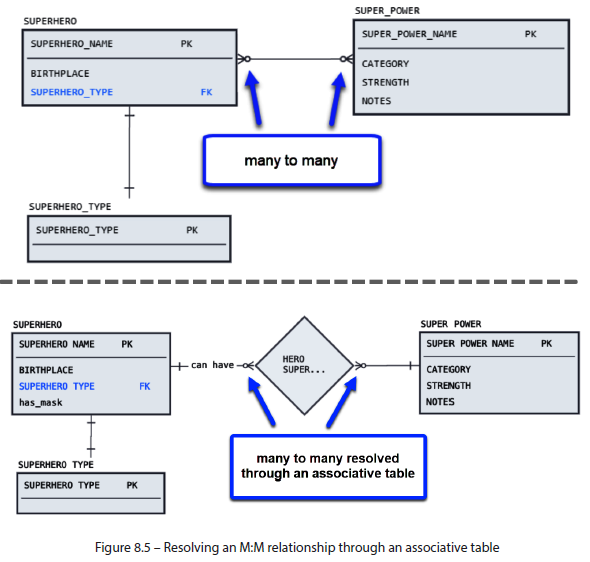 SUPERHERO
SUPERHERO_NAME PK
BIRTHPLACE
SUPERHERO_TYPE FK
SUPER_POWER
SUPER_POWER_NAME PK
CATEGORY
STRENGTH
NOTES
many to many
SUPERHERO_TYPE
SUPERHERO_TYPE PK
SUPERHERO
SUPERHERO NAME PK
BIRTHPLACE
SUPERHERO TYPE FK
has_mask
can have
HERO
SUPER...
SUPER POWER
SUPER POWER NAME PK
CATEGORY
STRENGTH
NOTES
many to many resolved
through an associative table
SUPERHERO TYPE
SUPERHERO TYPE PK
Figure 8.5 – Resolving an M:M relationship through an associative table